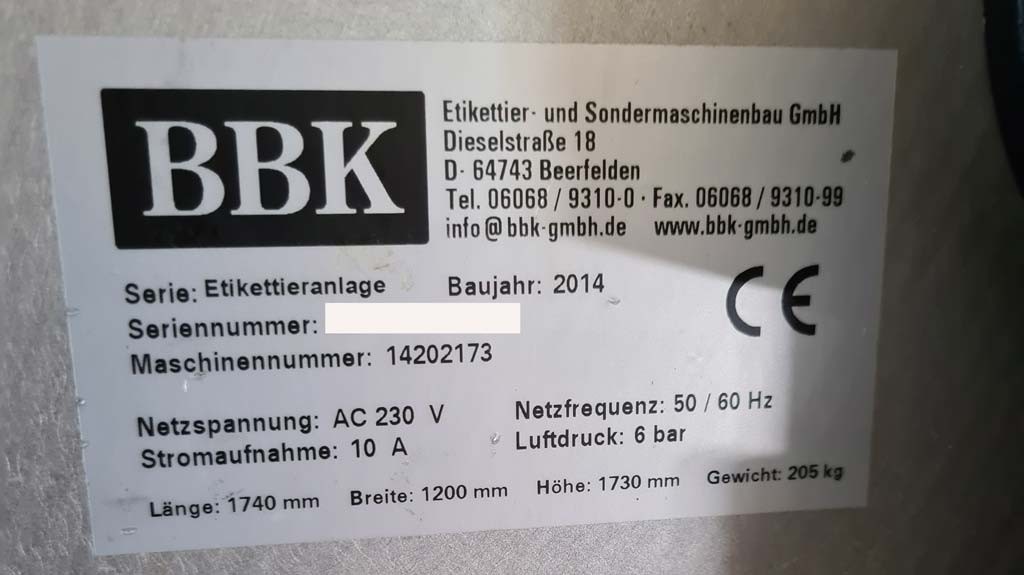 BBK
Etikettier- und Sondermaschinenbau GmbH
Dieselstraße 18
D- 64743 Beerfelden
Tel. 06068 / 9310-0 · Fax. 06068 / 9310-99
info@bbk-gmbh.de www.bbk-gmbh.de
Serie: Etikettieranlage Baujahr: 2014
CE
Seriennummer:
Maschinennummer: 14202173
Netzspannung: AC 230 V Netzfrequenz: 50 / 60 Hz
Stromaufnahme: 10 A Luftdruck: 6 bar
Länge: 1740 mm Breite: 1200 mm Höhe: 1730 mm Gewicht: 205 kg